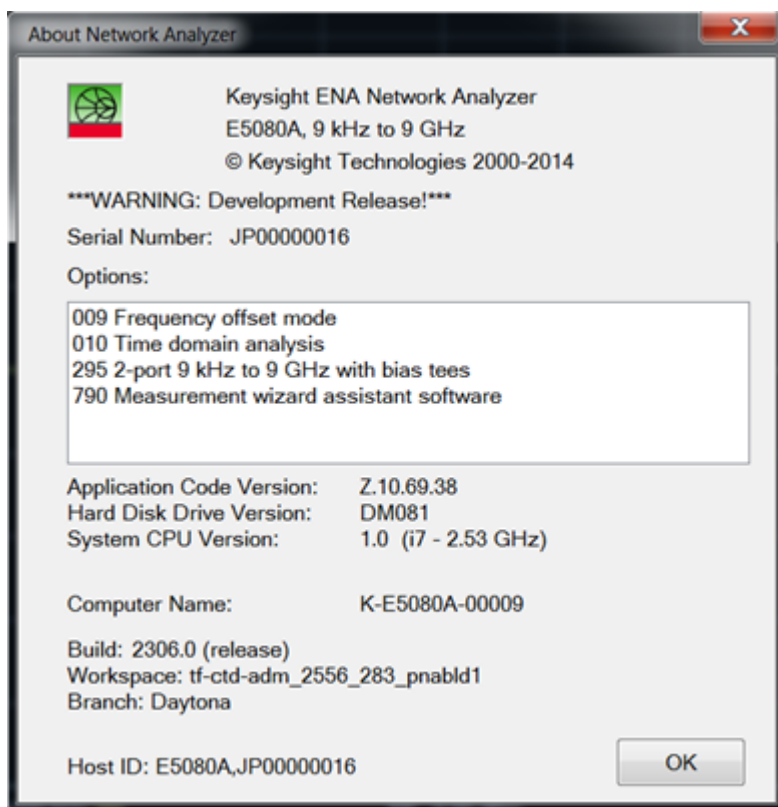 About Network Analyzer
Keysight ENA Network Analyzer
E5080A, 9 kHz to 9 GHz
© Keysight Technologies 2000-2014
***WARNING: Development Release!***
Serial Number: JP00000016
Options:
009 Frequency offset mode
010 Time domain analysis
295 2-port 9 kHz to 9 GHz with bias tees
790 Measurement wizard assistant software
Application Code Version: Z.10.69.38
Hard Disk Drive Version: DM081
System CPU Version: 1.0 (i7 - 2.53 GHz)
Computer Name: K-E5080A-00009
Build: 2306.0 (release)
Workspace: tf-ctd-adm_2556_283_pnabld1
Branch: Daytona
Host ID: E5080A,JP00000016
OK